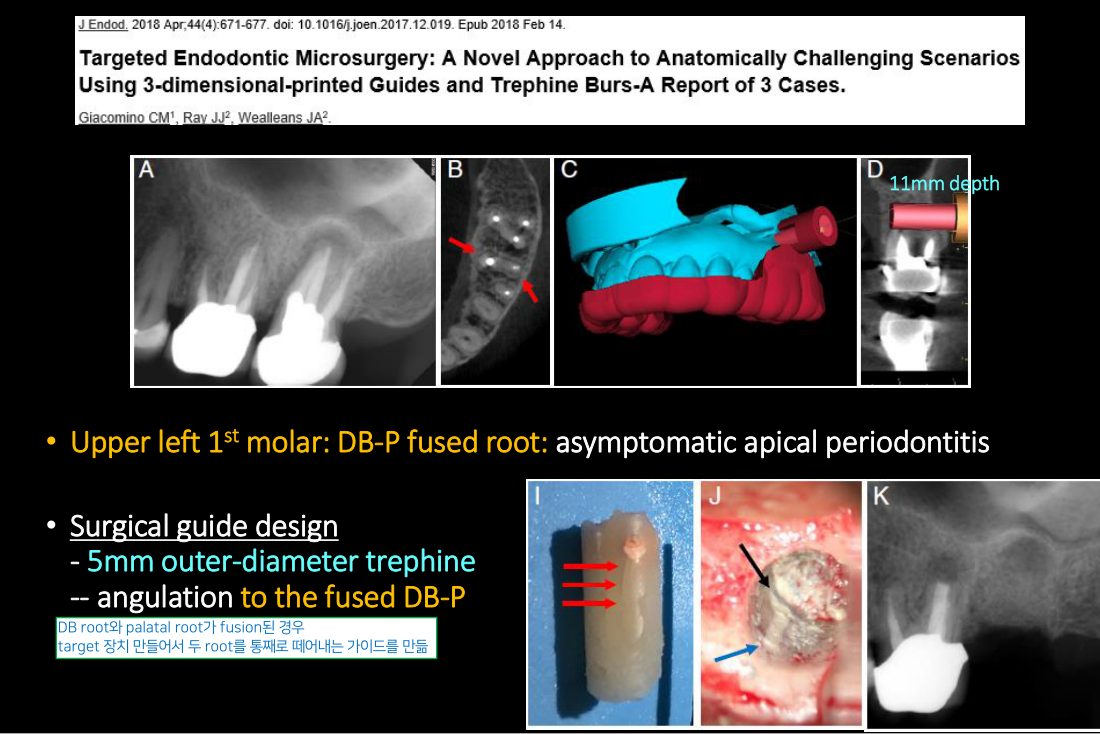 J Endod. 2018 Apr;44(4):671-677. doi: 10.1016/j.joen.2017.12.019. Epub 2018 Feb 14.
Targeted Endodontic Microsurgery: A Novel Approach to Anatomically Challenging Scenarios
Using 3-dimensional-printed Guides and Trephine Burs-A Report of 3 Cases.
Giacomino CM1, Ray JJ2, Wealleans JA2.
A
B
C
D
11mm depth
• Upper left 1st molar: DB-P fused root: asymptomatic apical periodontitis
• Surgical guide design
- 5mm outer-diameter trephine
-- angulation to the fused DB-P
DB root와 palatal root가 fusion된 경우
target 장치 만들어서 두 root를 통째로 떼어내는 가이드를 만듦
I
J
K